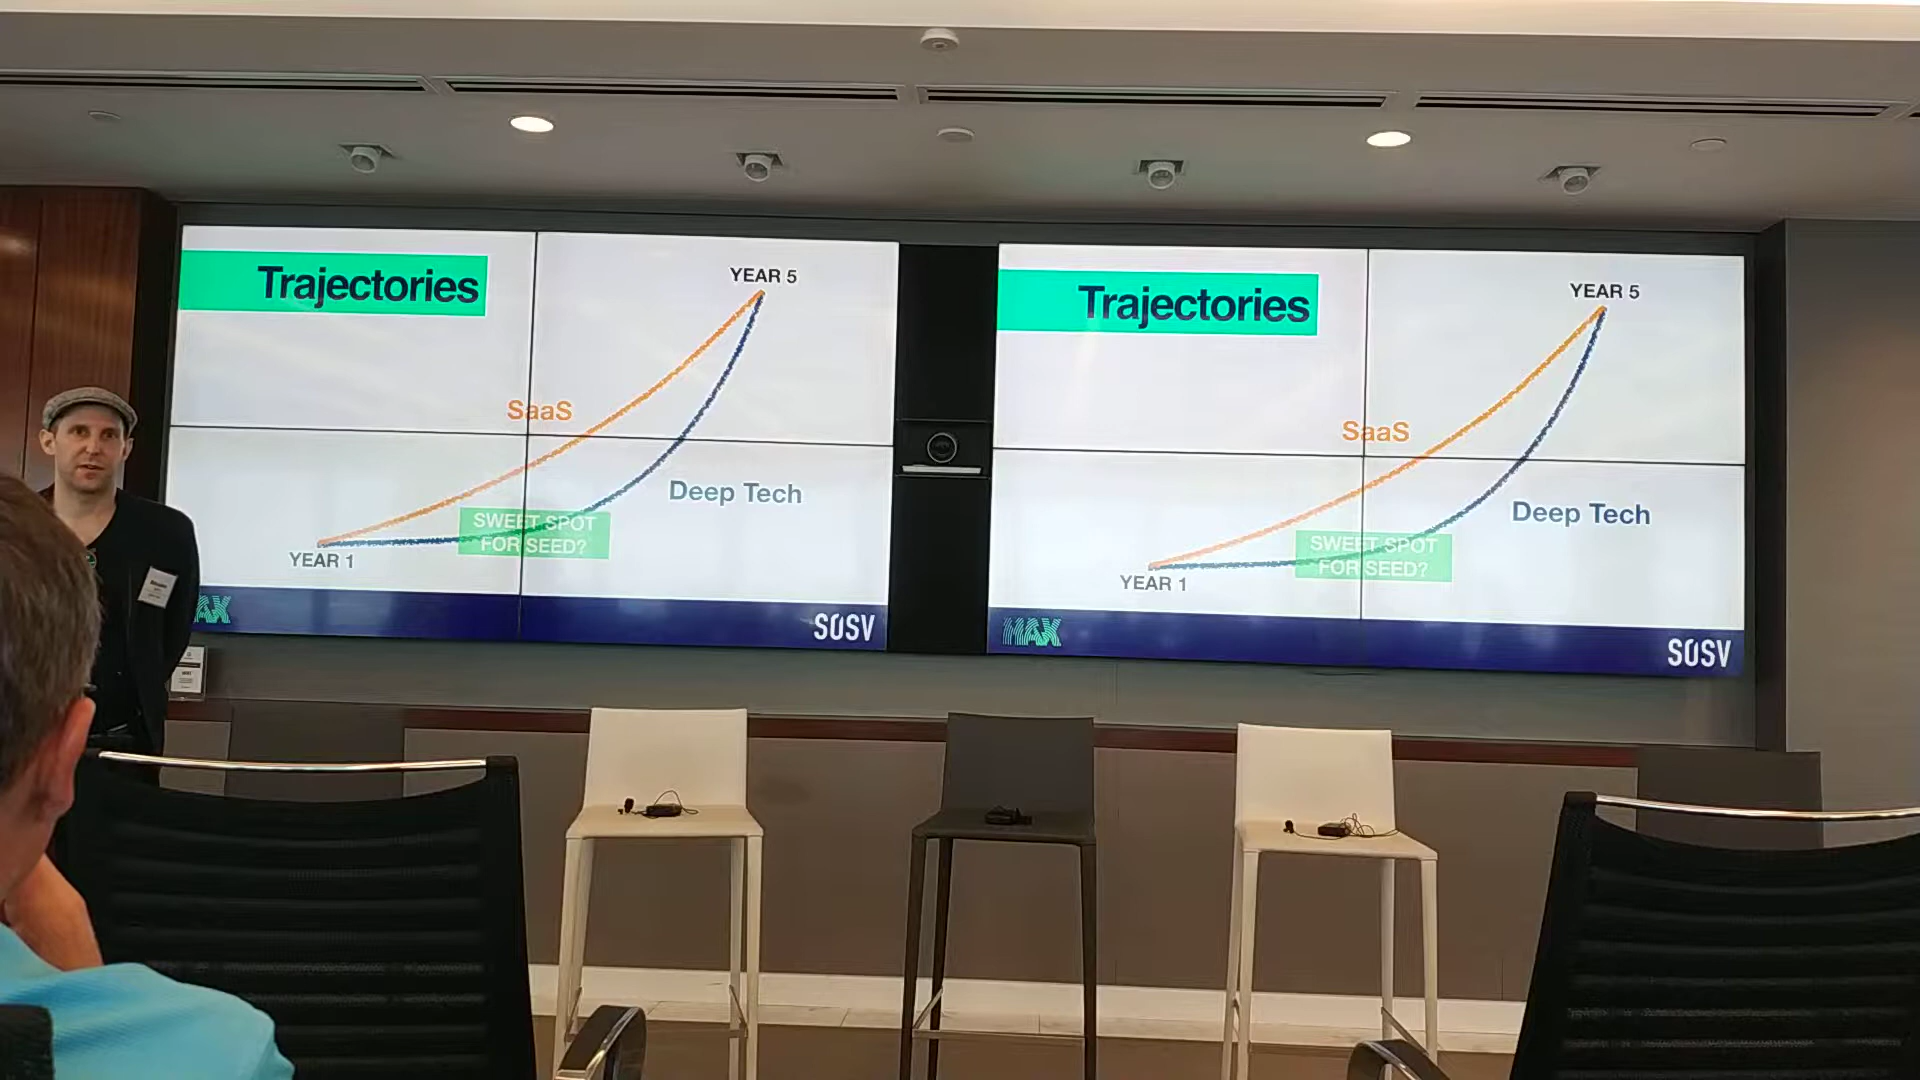 Trajectories
YEAR 5
SaaS
Deep Tech
SWEET SPOT
FOR SEED?
YEAR 1
AX
SOSV
Trajectories
YEAR 5
SaaS
Deep Tech
SWEET SPOT
FOR SEED?
YEAR 1
HAX
SOSV